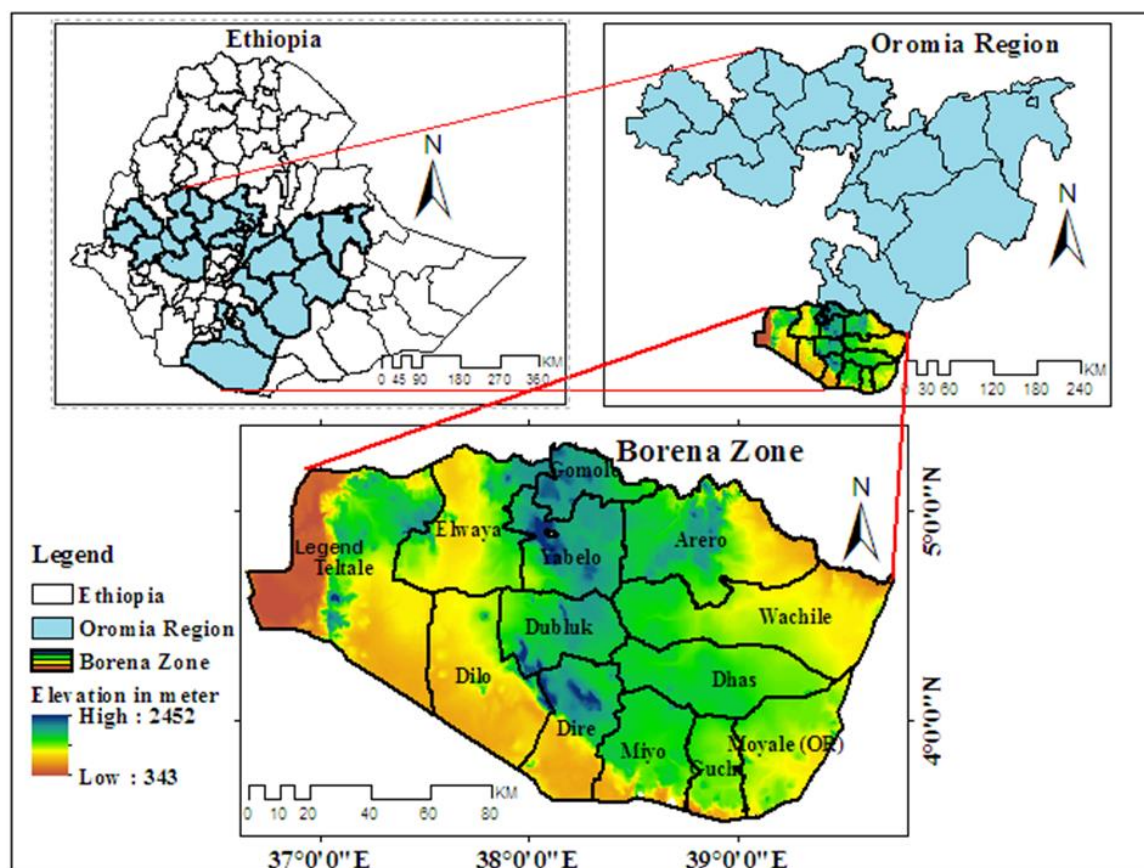 Ethiopia
N
KM
0 45 90 180 270 360
Oromia Region
N
KM
0 30 60 120 180 240
Borena Zone
N
Gomole
Elwaya
Yabelo
Arero
Legend
Teltale
Wachile
Dubluk
Dilo
Dhas
Dire
Miyo
Guchi
Moyale (OR)
KM
0 10 20 40 60 80
Legend
Ethiopia
Oromia Region
Borena Zone
Elevation in meter
High : 2452
Low : 343
5°0'0"N
4°0'0"N
37°0'0"E
38°0'0"E
39°0'0"E